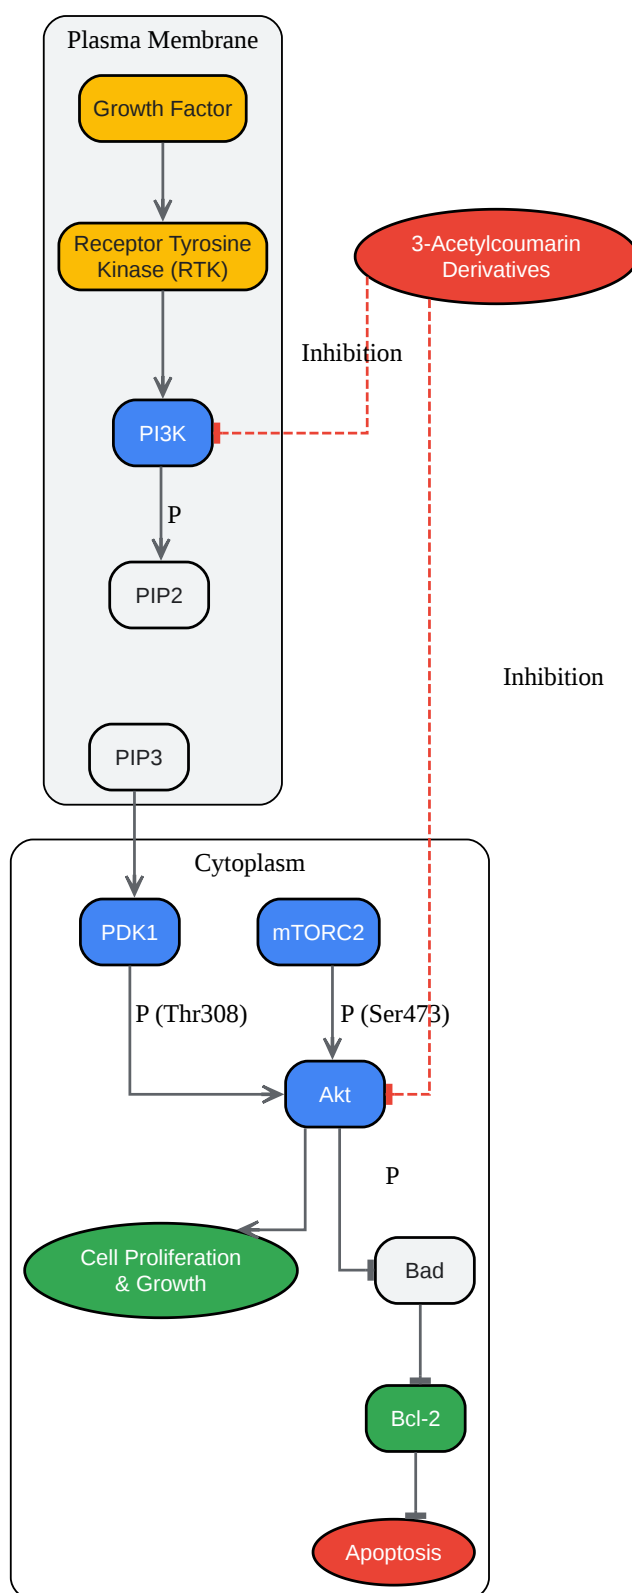 Plasma Membrane
Growth Factor
Receptor Tyrosine
Kinase (RTK)
3-Acetylcoumarin
Derivatives
Inhibition
PI3K
P
PIP2
Inhibition
PIP3
Cytoplasm
PDK1
mTORC2
P (Thr308)
P (Ser473)
Akt
P
Cell Proliferation
& Growth
Bad
Bcl-2
Apoptosis